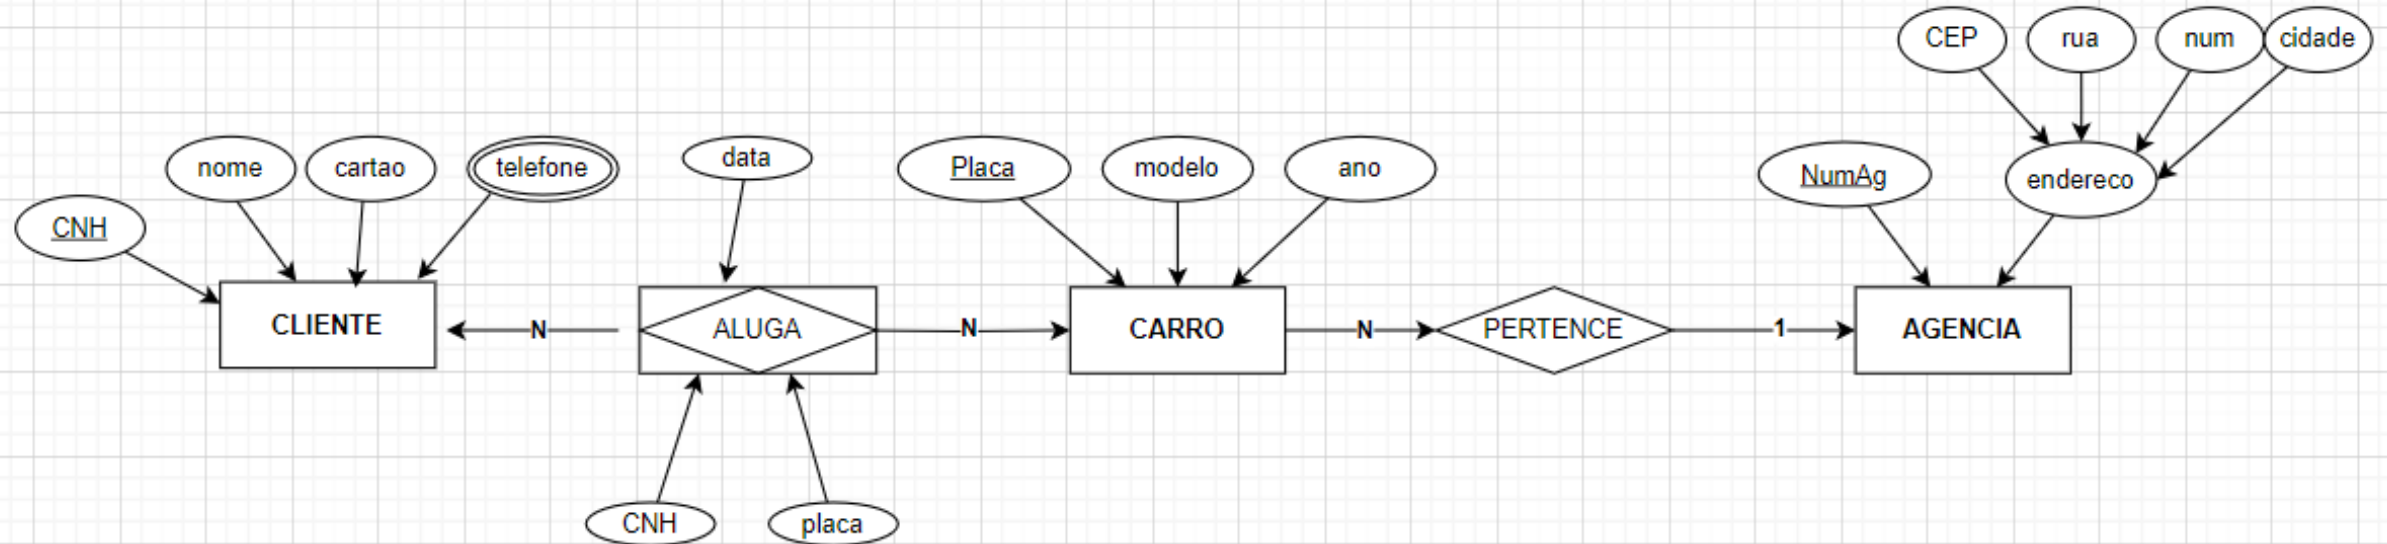 CEP
rua
num
cidade
nome
cartao
telefone
data
Placa
modelo
ano
NumAg
endereco
CNH
CLIENTE
N
ALUGA
N
CARRO
N
PERTENCE
1
AGENCIA
CNH
placa